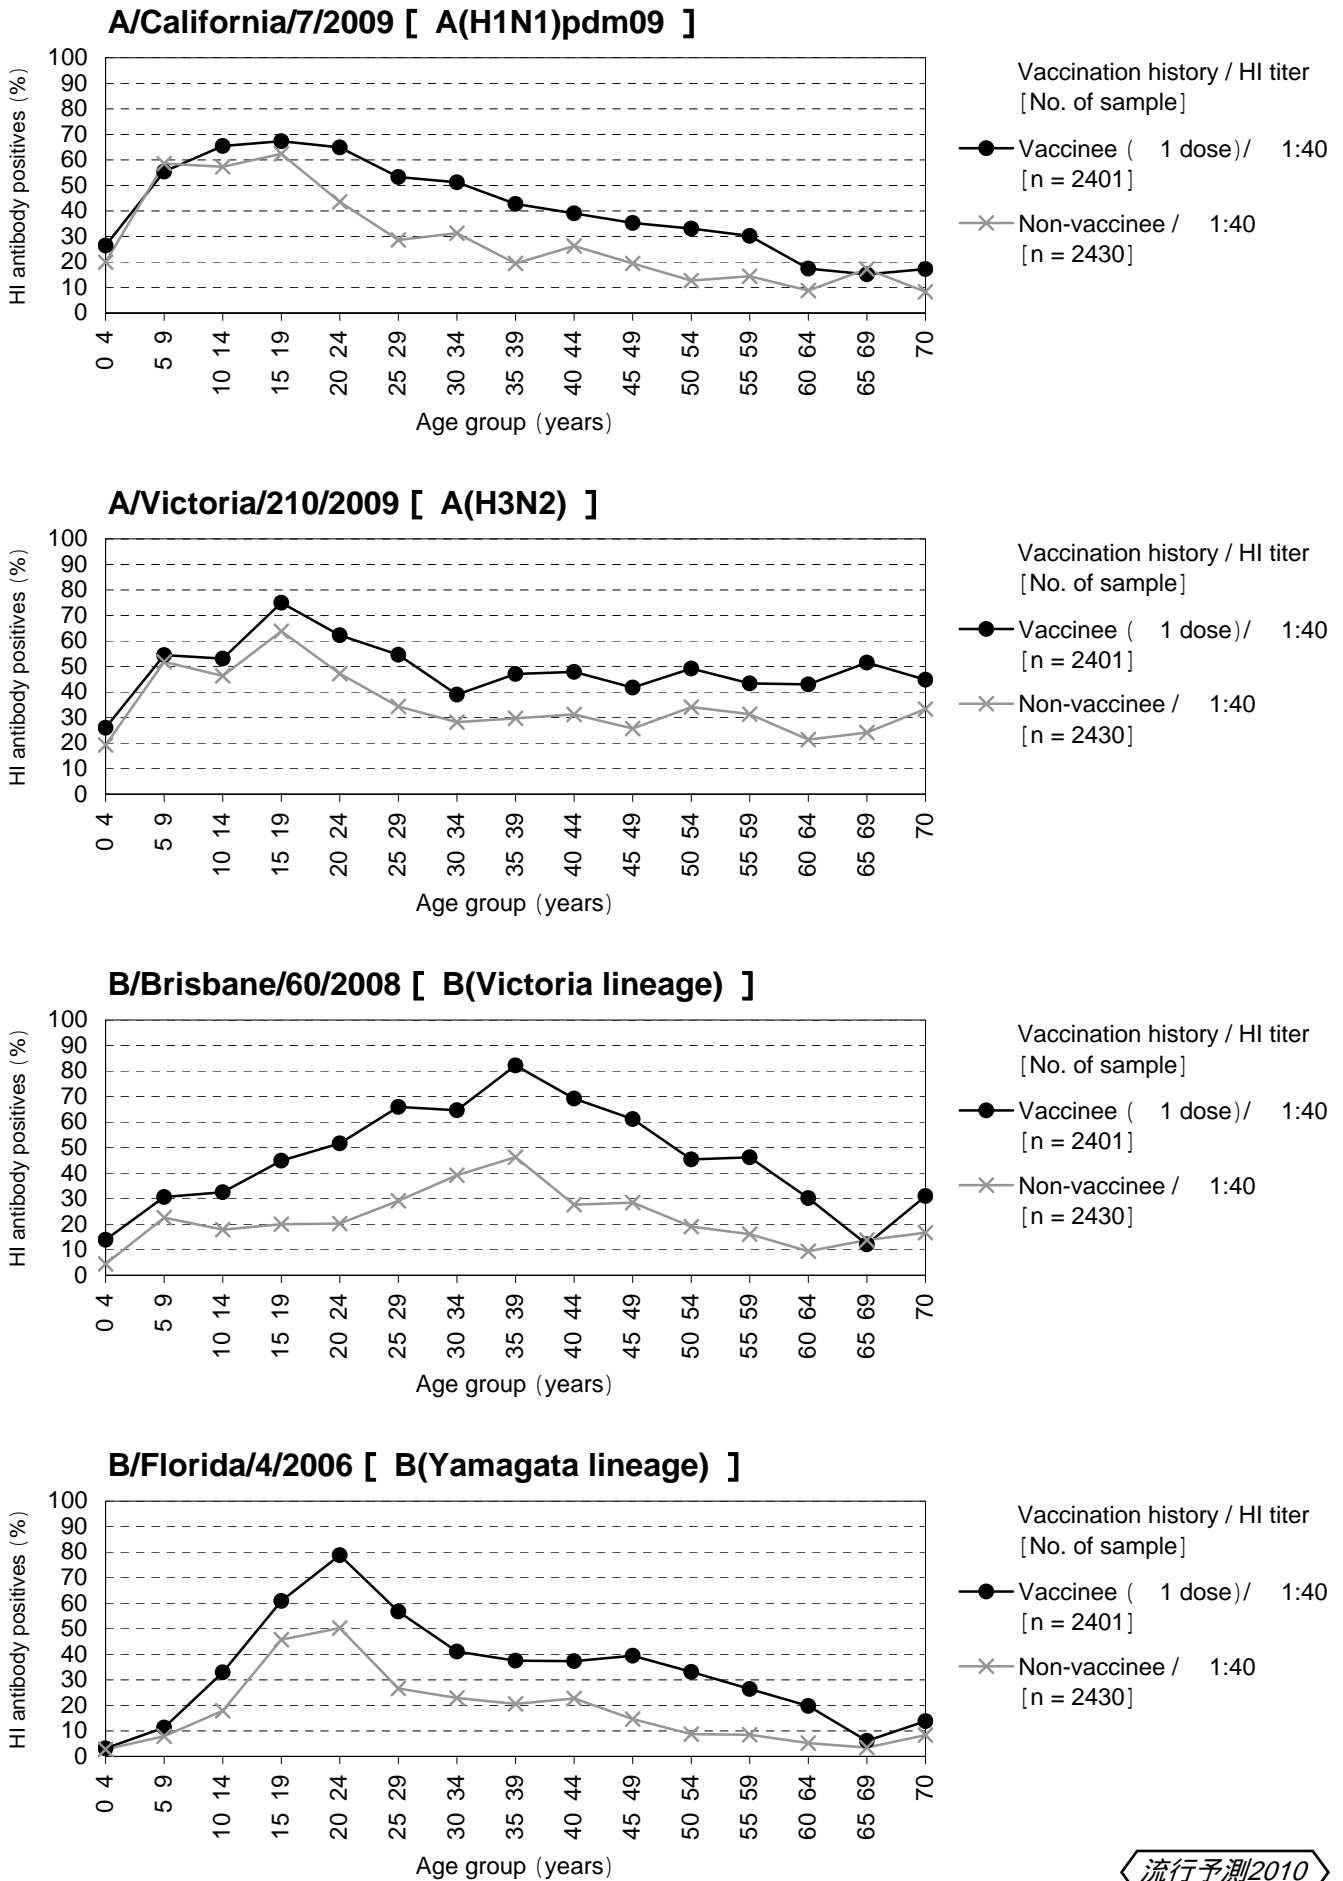 A/California/7/2009 [ A(H1N1)pdm09 ]
HI antibody positives (%)
100
90
80
70
60
50
40
30
20
10
0
0 4
5 9
10 14
15 19
20 24
25 29
30 34
35 39
40 44
45 49
50 54
55 59
60 64
65 69
70
Age group (years)
Vaccination history / HI titer
[No. of sample]
Vaccinee ( 1 dose)/ 1:40
[n = 2401]
Non-vaccinee / 1:40
[n = 2430]
A/Victoria/210/2009 [ A(H3N2) ]
HI antibody positives (%)
100
90
80
70
60
50
40
30
20
10
0
0 4
5 9
10 14
15 19
20 24
25 29
30 34
35 39
40 44
45 49
50 54
55 59
60 64
65 69
70
Age group (years)
Vaccination history / HI titer
[No. of sample]
Vaccinee ( 1 dose)/ 1:40
[n = 2401]
Non-vaccinee / 1:40
[n = 2430]
B/Brisbane/60/2008 [ B(Victoria lineage) ]
HI antibody positives (%)
100
90
80
70
60
50
40
30
20
10
0
0 4
5 9
10 14
15 19
20 24
25 29
30 34
35 39
40 44
45 49
50 54
55 59
60 64
65 69
70
Age group (years)
Vaccination history / HI titer
[No. of sample]
Vaccinee ( 1 dose)/ 1:40
[n = 2401]
Non-vaccinee / 1:40
[n = 2430]
B/Florida/4/2006 [ B(Yamagata lineage) ]
HI antibody positives (%)
100
90
80
70
60
50
40
30
20
10
0
0 4
5 9
10 14
15 19
20 24
25 29
30 34
35 39
40 44
45 49
50 54
55 59
60 64
65 69
70
Age group (years)
Vaccination history / HI titer
[No. of sample]
Vaccinee ( 1 dose)/ 1:40
[n = 2401]
Non-vaccinee / 1:40
[n = 2430]
流行予測2010